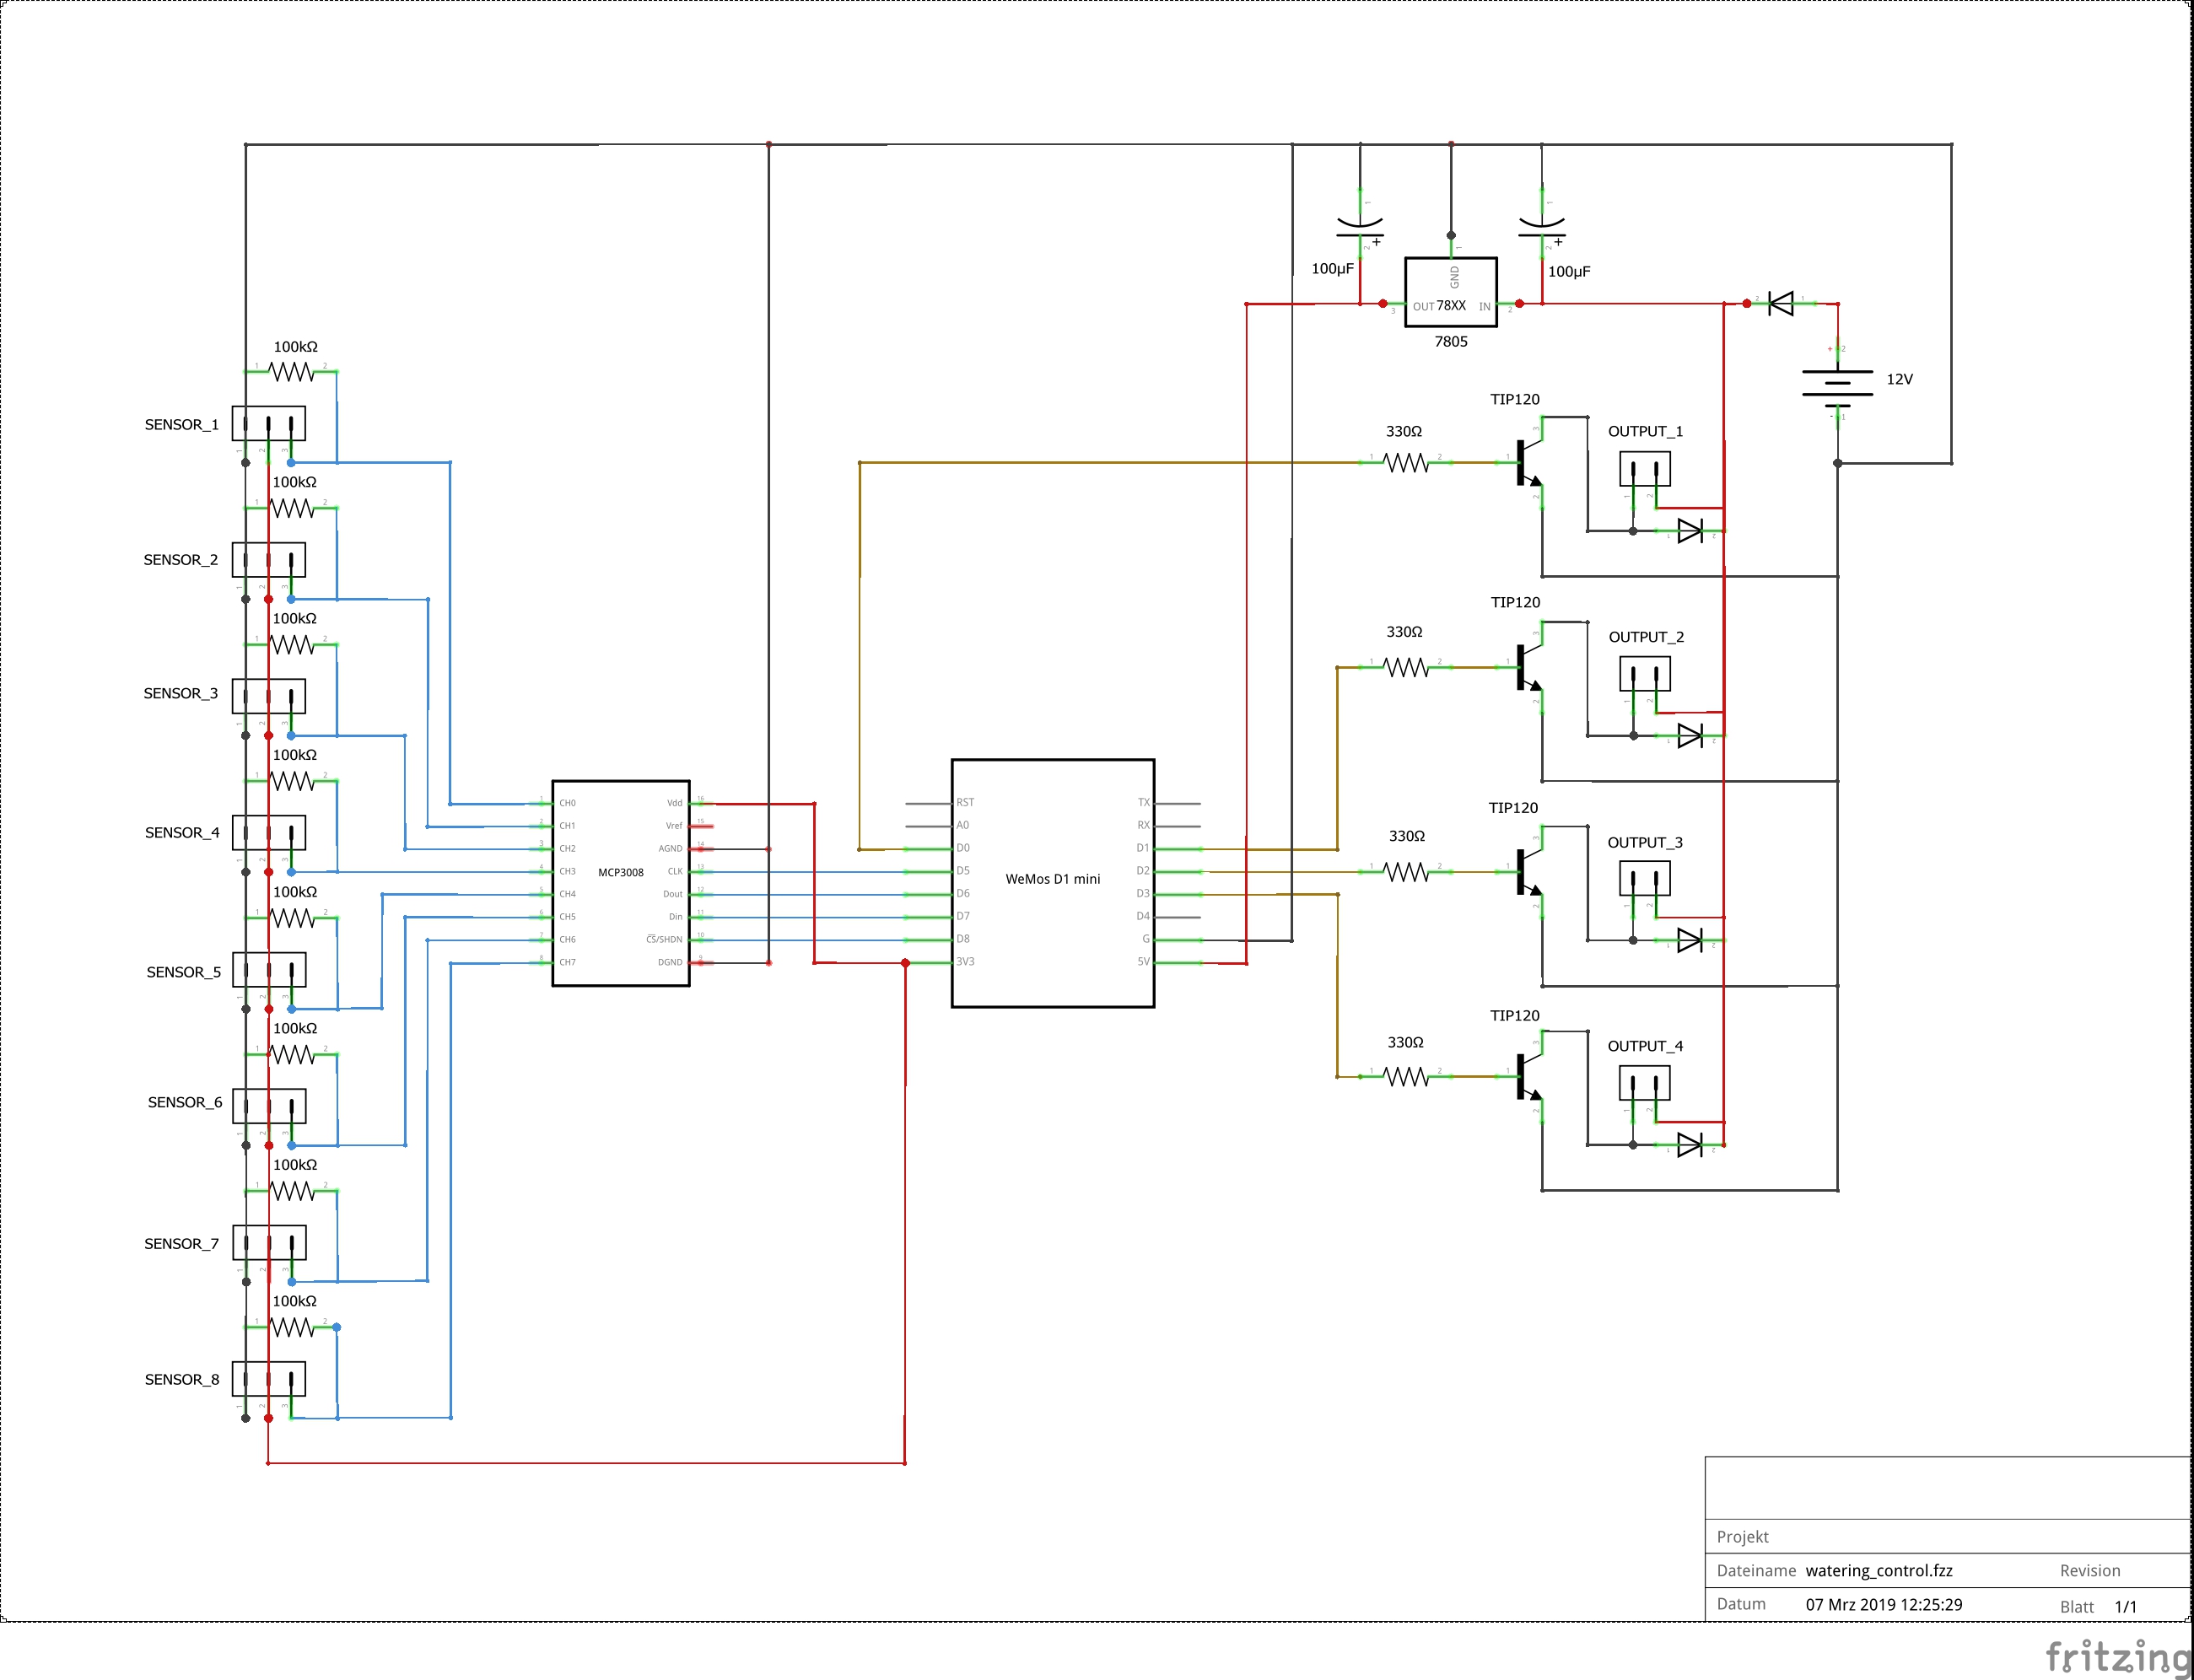 100µF
100µF
OUT 78XX IN
GND
7805
12V
100kΩ
SENSOR_1
100kΩ
SENSOR_2
100kΩ
SENSOR_3
100kΩ
SENSOR_4
100kΩ
SENSOR_5
100kΩ
SENSOR_6
100kΩ
SENSOR_7
100kΩ
SENSOR_8
MCP3008
CH0
CH1
CH2
CH3
CH4
CH5
CH6
CH7
Vdd
Vref
AGND
CLK
Dout
Din
CS/SHDN
DGND
WeMos D1 mini
RST
A0
D0
D5
D6
D7
D8
3V3
TX
RX
D1
D2
D3
D4
G
5V
TIP120
330Ω
OUTPUT_1
TIP120
330Ω
OUTPUT_2
TIP120
330Ω
OUTPUT_3
TIP120
330Ω
OUTPUT_4
Projekt
Dateiname watering_control.fzz Revision
Datum 07 Mrz 2019 12:25:29 Blatt 1/1
fritzing